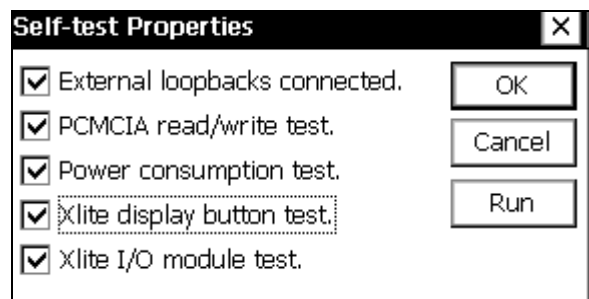 Self-test Properties
External loopbacks connected.
OK
PCMCIA read/write test.
Cancel
Power consumption test.
Xlite display button test.
Run
Xlite I/O module test.